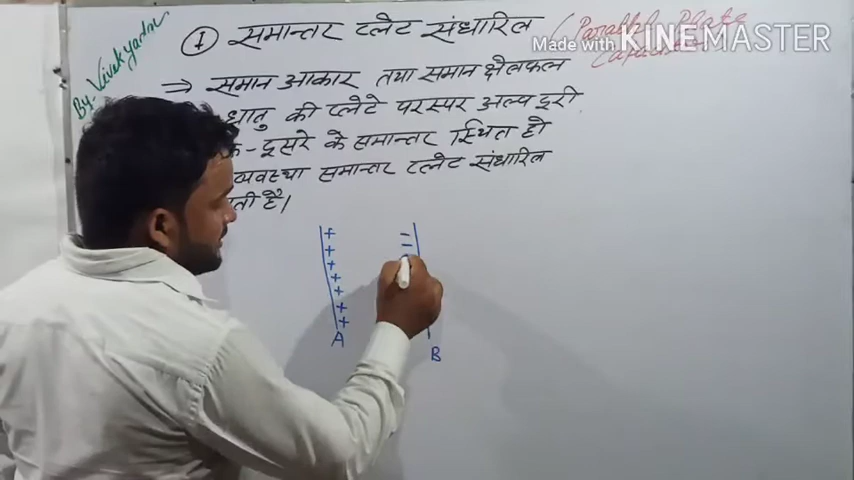 ① समान्तर प्लेट संधारित्र (Parallel Plate
Capacitor)
Made with KINEMASTER
By-Vivek yadav
⇒ समान आकार तथा समान क्षेत्रफल
धातु की प्लेटे परस्पर अल्प दूरी
क-दूसरे के समान्तर स्थित हो
व्यवस्था समान्तर प्लेट संधारित्र
ती है।
+ −
+ −
+
+
+
+
+
A B